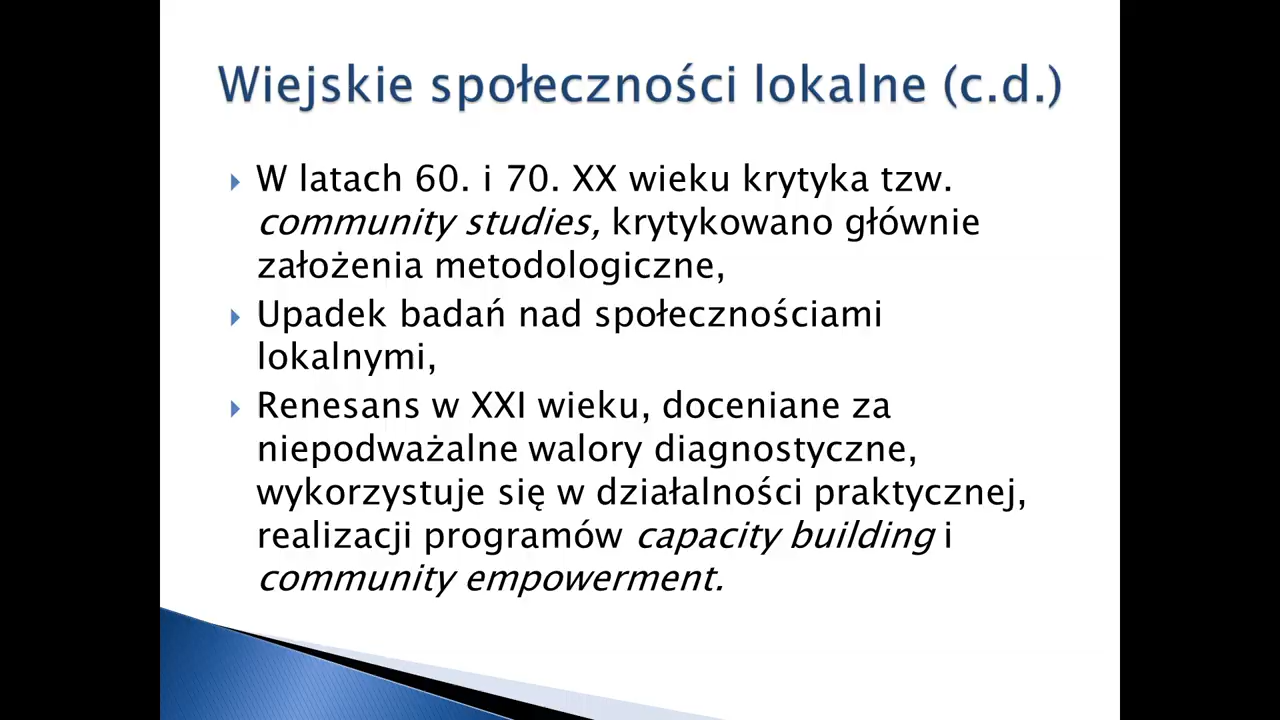 Wiejskie społeczności lokalne (c.d.)
W latach 60. i 70. XX wieku krytyka tzw.
community studies, krytykowano głównie
założenia metodologiczne,
Upadek badań nad społecznościami
lokalnymi,
Renesans w XXI wieku, doceniane za
niepodważalne walory diagnostyczne,
wykorzystuje się w działalności praktycznej,
realizacji programów capacity building i
community empowerment.